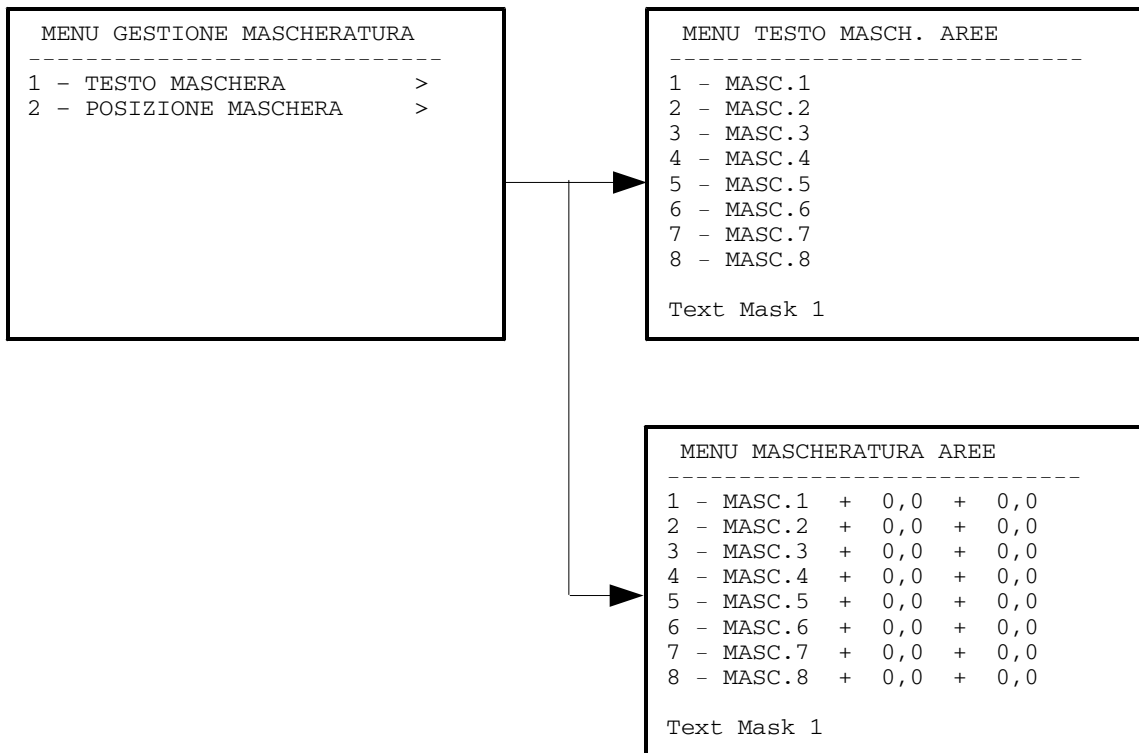 MENU GESTIONE MASCHERATURA
-----------------------------
1 - TESTO MASCHERA >
2 - POSIZIONE MASCHERA >
MENU TESTO MASCH. AREE
-----------------------------
1 - MASC.1
2 - MASC.2
3 - MASC.3
4 - MASC.4
5 - MASC.5
6 - MASC.6
7 - MASC.7
8 - MASC.8
Text Mask 1
MENU MASCHERATURA AREE
-----------------------------
1 - MASC.1 + 0,0 + 0,0
2 - MASC.2 + 0,0 + 0,0
3 - MASC.3 + 0,0 + 0,0
4 - MASC.4 + 0,0 + 0,0
5 - MASC.5 + 0,0 + 0,0
6 - MASC.6 + 0,0 + 0,0
7 - MASC.7 + 0,0 + 0,0
8 - MASC.8 + 0,0 + 0,0
Text Mask 1